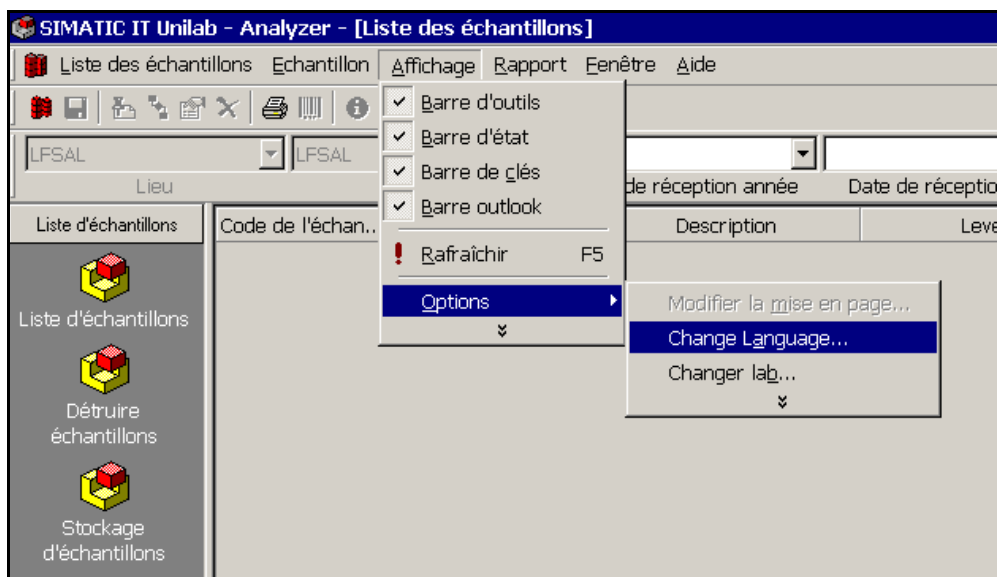 SIMATIC IT Unilab - Analyzer - [Liste des échantillons]
Liste des échantillons Echantillon Affichage Rapport Fenêtre Aide
Barre d'outils
Barre d'état
Barre de clés
Barre outlook
Rafraîchir F5
Options
Modifier la mise en page...
Change Language...
Changer lab...
LFSAL LFSAL
Lieu de réception année Date de réceptio
Liste d'échantillons Code de l'échan... Description Leve
Liste d'échantillons
Détruire
échantillons
Stockage
d'échantillons